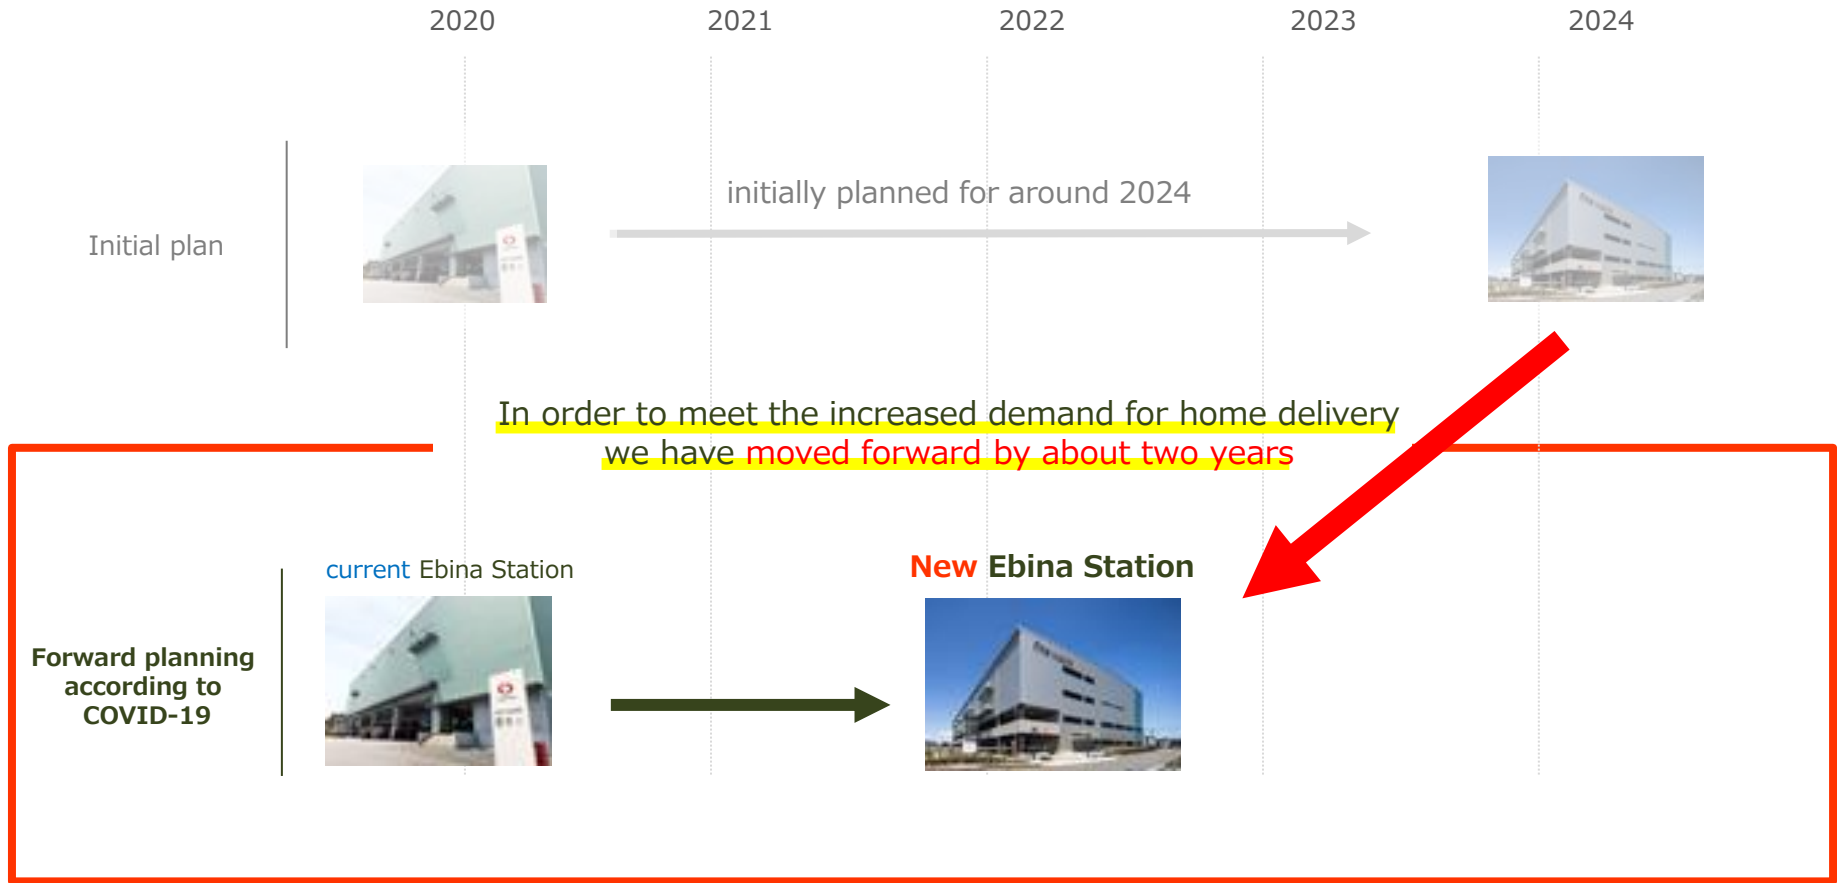 2020 2021 2022 2023 2024
initially planned for around 2024
Initial plan
In order to meet the increased demand for home delivery
we have moved forward by about two years
current Ebina Station
New Ebina Station
Forward planning
according to
COVID-19